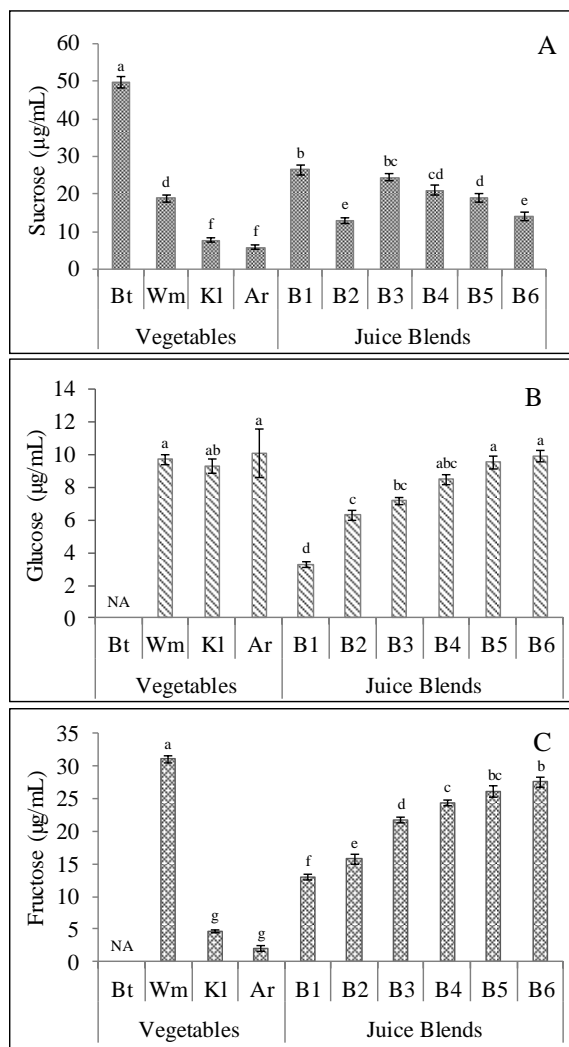 A
Sucrose (µg/mL)
60
50
40
30
20
10
0
a
d
f
f
b
e
bc
cd
d
e
Bt Wm Kl Ar B1 B2 B3 B4 B5 B6
Vegetables Juice Blends
B
Glucose (µg/mL)
14
12
10
8
6
4
2
0
NA
a
ab
a
d
c
bc
abc
a
a
Bt Wm Kl Ar B1 B2 B3 B4 B5 B6
Vegetables Juice Blends
C
Fructose (µg/mL)
35
30
25
20
15
10
5
0
NA
a
g
g
f
e
d
c
bc
b
Bt Wm Kl Ar B1 B2 B3 B4 B5 B6
Vegetables Juice Blends